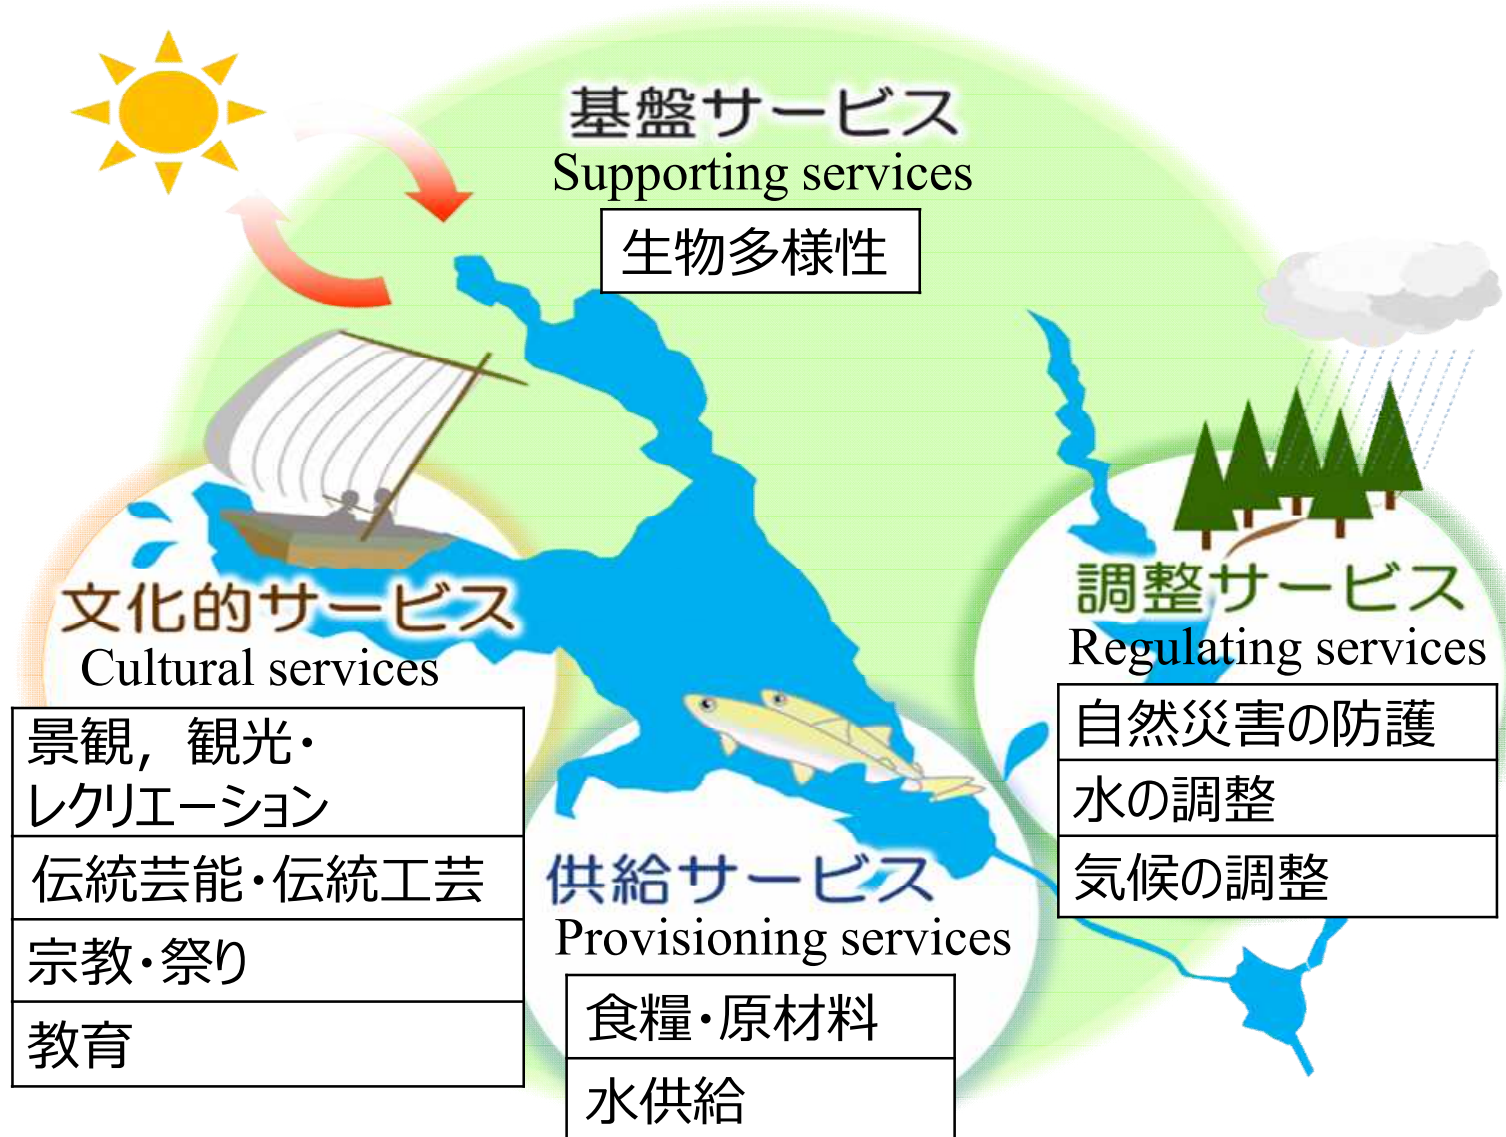 基盤サービス
Supporting services
生物多様性
文化的サービス
Cultural services
景観，観光・
レクリエーション
伝統芸能・伝統工芸
宗教・祭り
教育
供給サービス
Provisioning services
食糧・原材料
水供給
調整サービス
Regulating services
自然災害の防護
水の調整
気候の調整